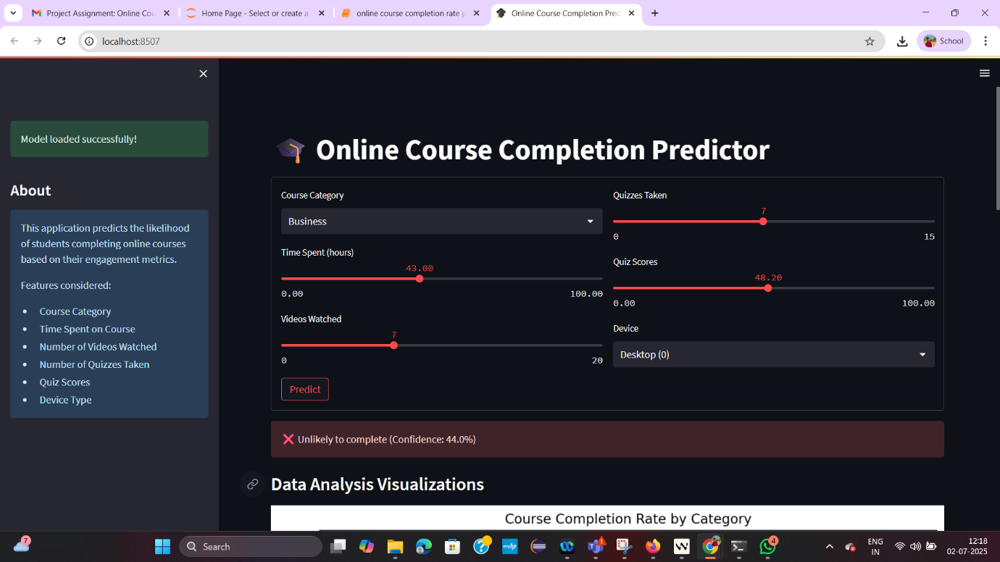 Project Assignment: Online Cou
Home Page - Select or create a
online course completion rate p
Online Course Completion Pred
localhost:8507
School
Model loaded successfully!
About
This application predicts the likelihood
of students completing online courses
based on their engagement metrics.
Features considered:
Course Category
Time Spent on Course
Number of Videos Watched
Number of Quizzes Taken
Quiz Scores
Device Type
Online Course Completion Predictor
Course Category
Business
Time Spent (hours)
43.00
0.00 100.00
Videos Watched
7
0 20
Predict
Quizzes Taken
7
0 15
Quiz Scores
48.20
0.00 100.00
Device
Desktop (0)
❌ Unlikely to complete (Confidence: 44.0%)
Data Analysis Visualizations
Course Completion Rate by Category
7
Search
myhp
4
ENG
IN
12:18
02-07-2025